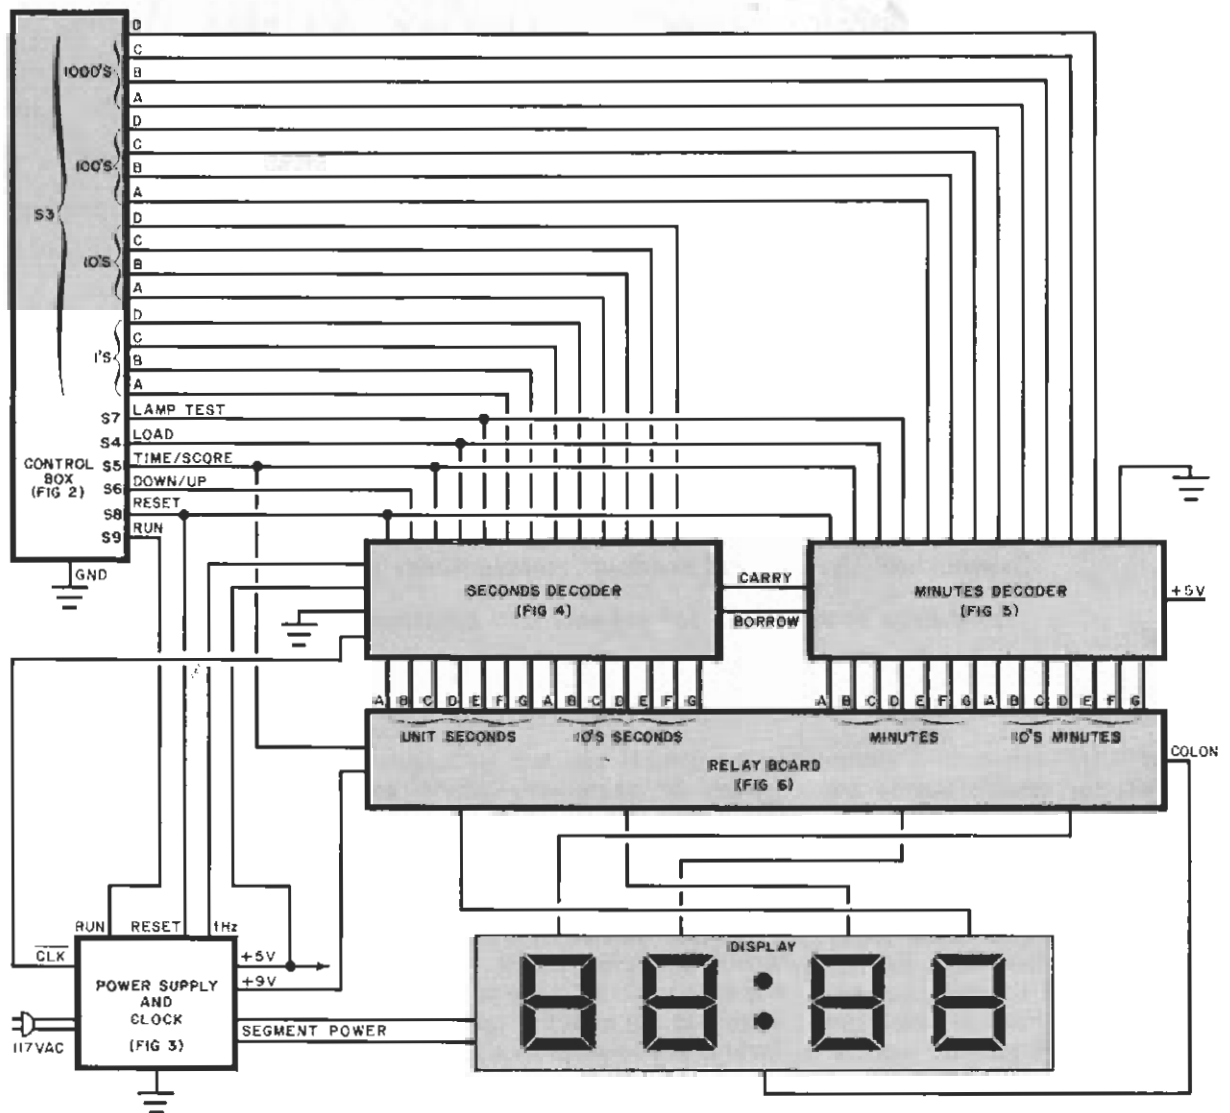 D
C
1000'S
B
A
D
C
100'S
B
A
S3
D
C
10'S
B
A
D
C
1'S
B
A
S7 LAMP TEST
S4 LOAD
CONTROL BOX (FIG 2)
S5 TIME/SCORE
S6 DOWN/UP
S8 RESET
S9 RUN
GND
SECONDS DECODER
(FIG 4)
CARRY
BORROW
MINUTES DECODER
(FIG 5)
+5V
A B C D E F G A B C D E F G
A B C D E F G A B C D E F G
UNIT SECONDS 10'S SECONDS MINUTES 10'S MINUTES
RELAY BOARD
(FIG 6)
COLON
RUN RESET 1Hz
CLK
+5V
+9V
POWER SUPPLY
AND
CLOCK
(FIG 3)
SEGMENT POWER
117VAC
DISPLAY
88:88